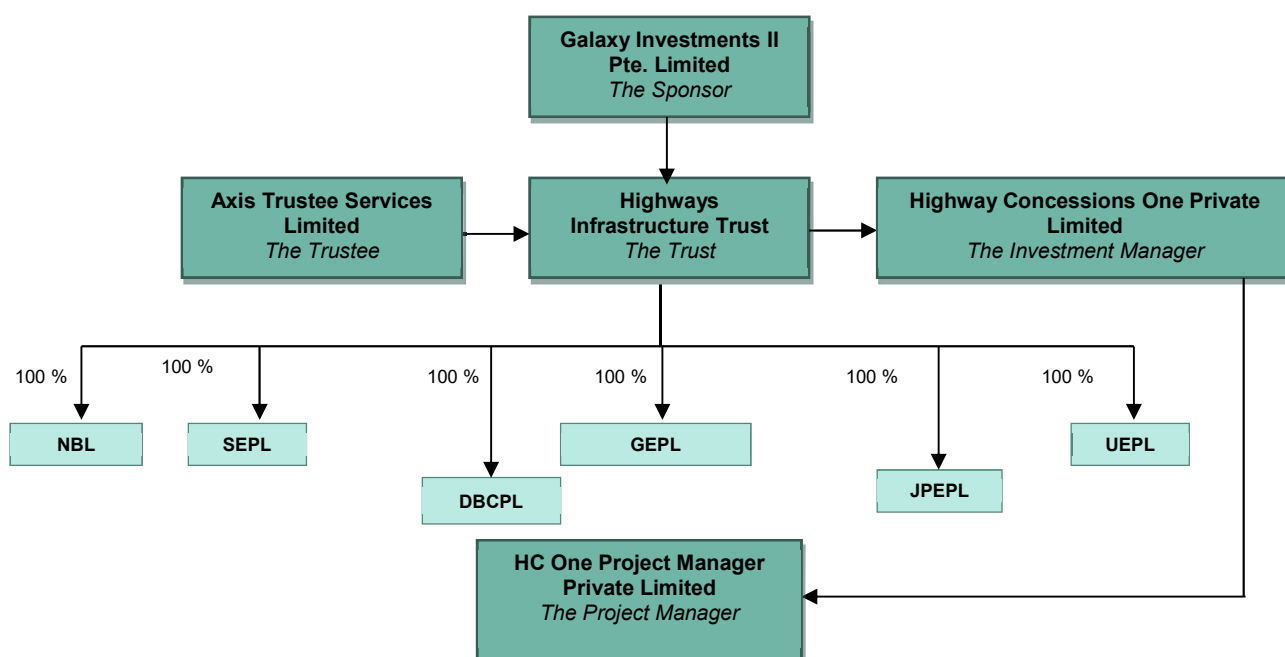 Galaxy Investments II
Pte. Limited
The Sponsor
Axis Trustee Services
Limited
The Trustee
Highways
Infrastructure Trust
The Trust
Highway Concessions One Private
Limited
The Investment Manager
100 %
100 %
100 %
100 %
100 %
100 %
NBL
SEPL
DBCPL
GEPL
JPEPL
UEPL
HC One Project Manager
Private Limited
The Project Manager